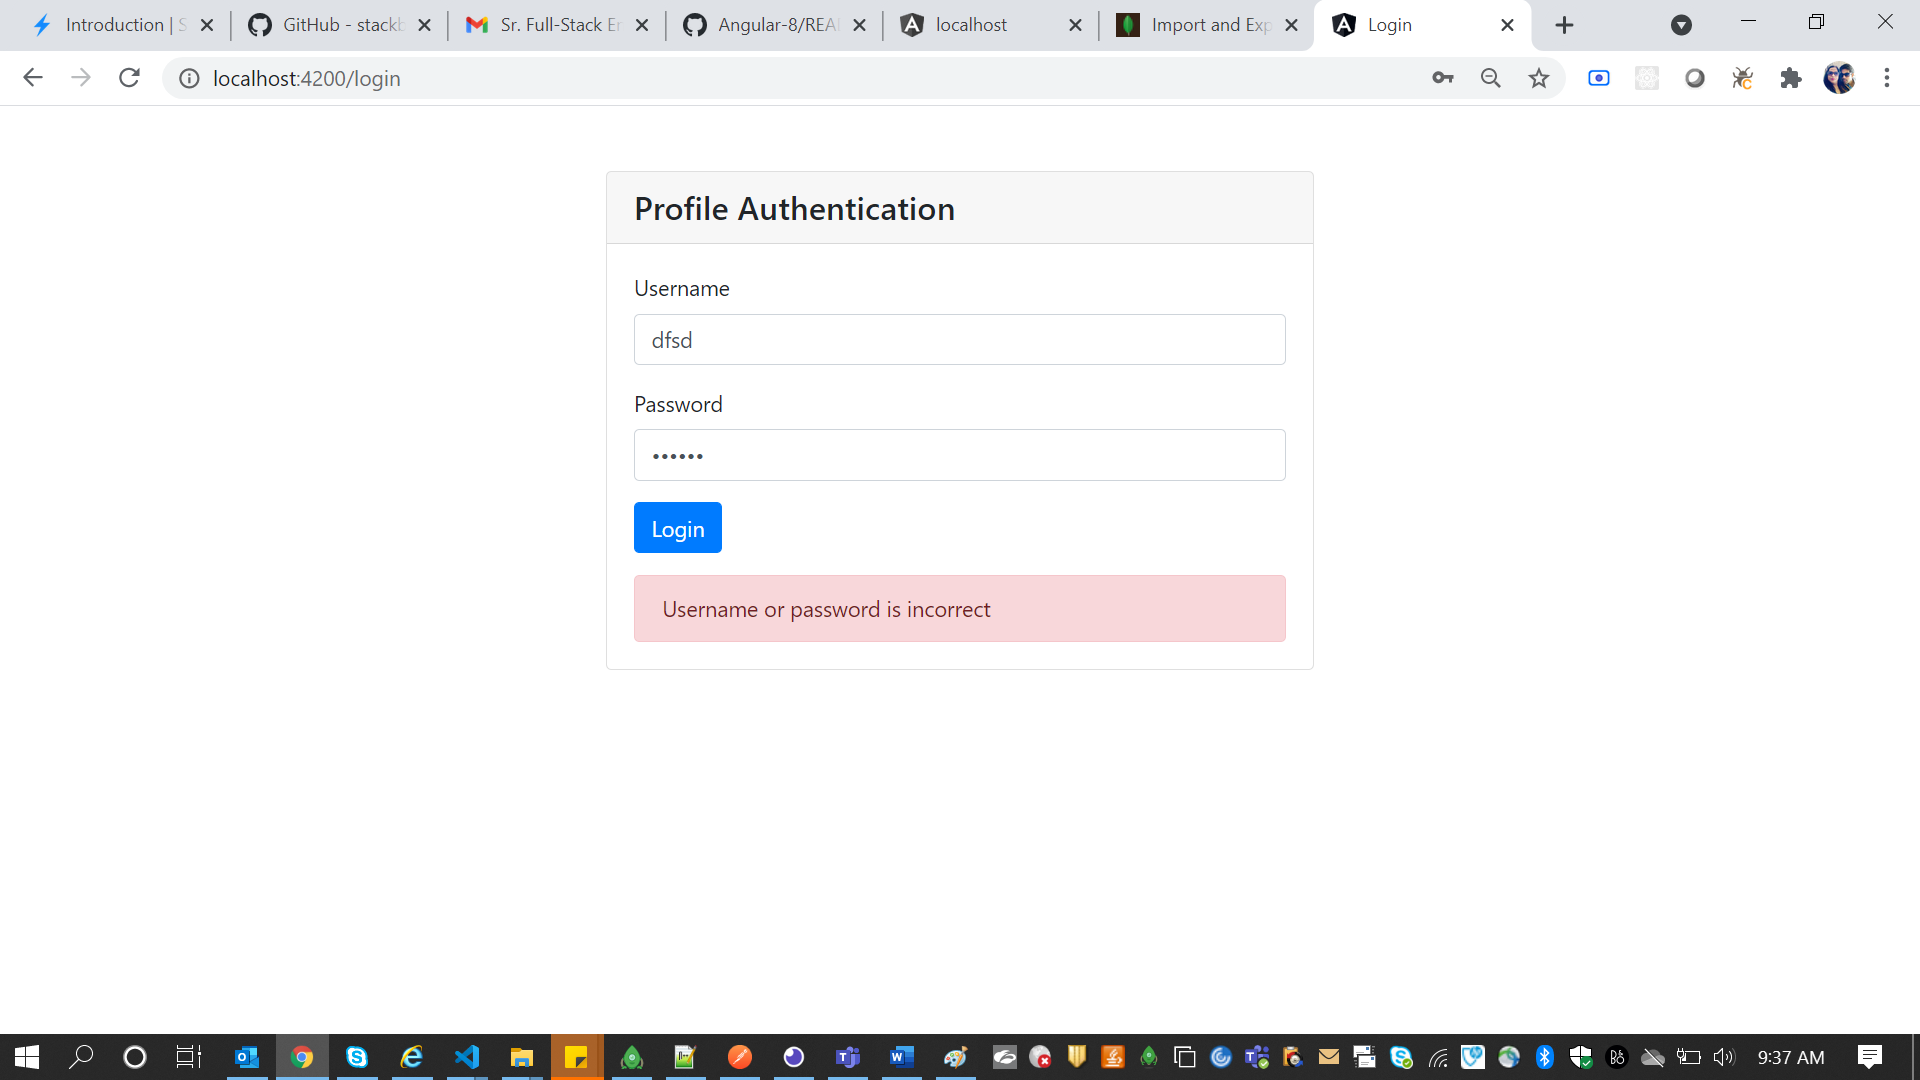 Introduction | S
GitHub - stackb
Sr. Full-Stack Er
Angular-8/REA
localhost
Import and Exp
Login
localhost:4200/login
Profile Authentication
Username
dfsd
Password
••••••
Login
Username or password is incorrect
9:37 AM